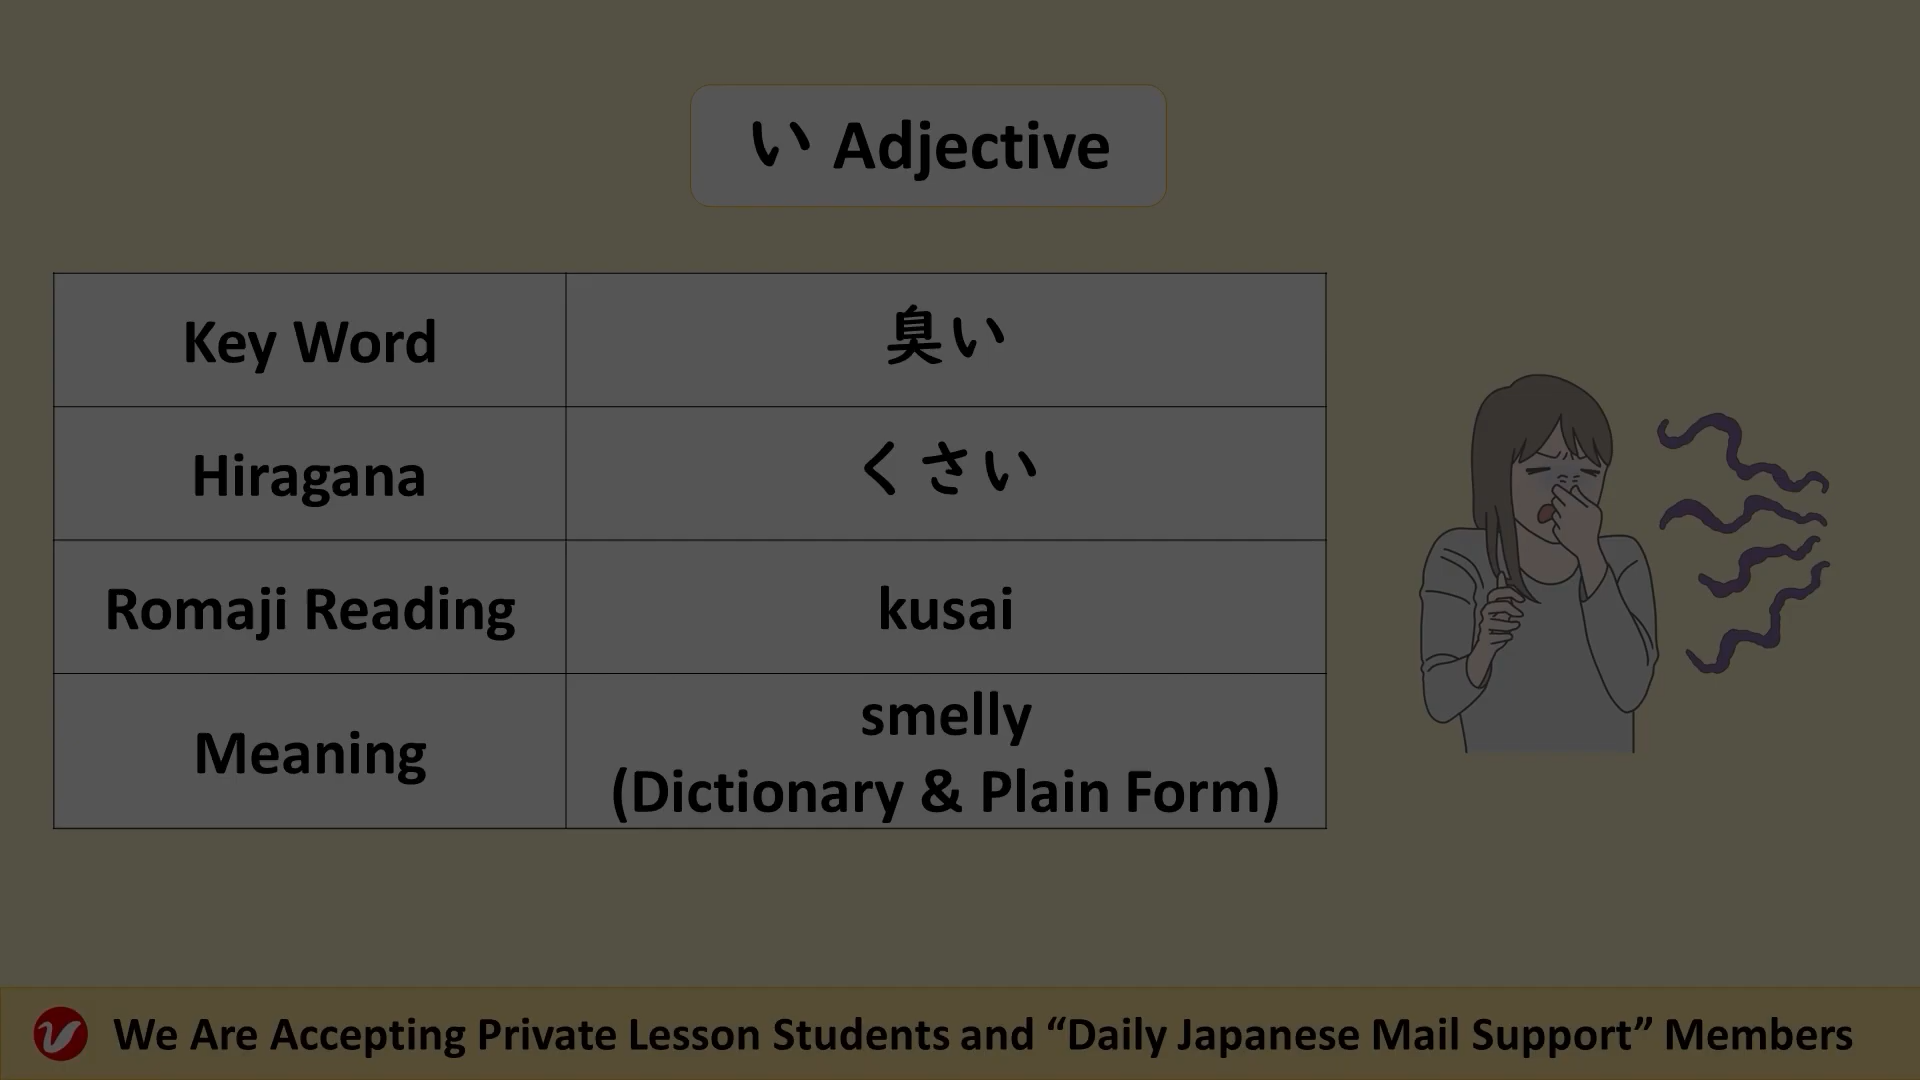 い Adjective
Key Word
臭い
Hiragana
くさい
Romaji Reading
kusai
Meaning
smelly
(Dictionary & Plain Form)
We Are Accepting Private Lesson Students and “Daily Japanese Mail Support” Members